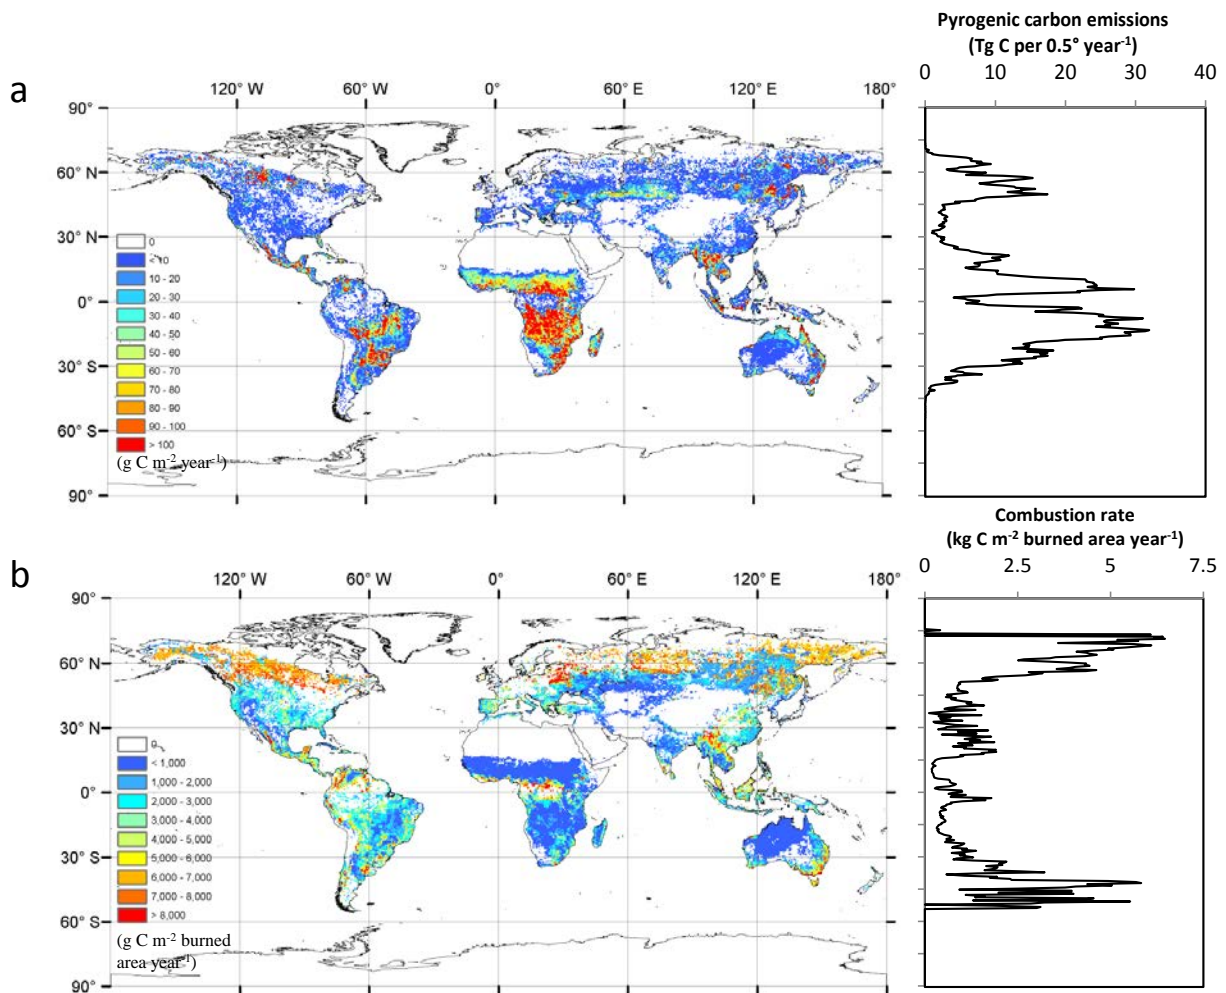 Pyrogenic carbon emissions
(Tg C per 0.5° year-1)
0 10 20 30 40
a
120° W 60° W 0° 60° E 120° E 180°
90°
60° N
30° N
0°
30° S
60° S
90°
0
< 10
10 - 20
20 - 30
30 - 40
40 - 50
50 - 60
60 - 70
70 - 80
80 - 90
90 - 100
> 100
(g C m-2 year-1)
120° W 60° W 0° 60° E 120° E 180°
Combustion rate
(kg C m-2 burned area year-1)
0 2.5 5 7.5
b
120° W 60° W 0° 60° E 120° E 180°
90°
60° N
30° N
0°
30° S
60° S
90°
0
< 1,000
1,000 - 2,000
2,000 - 3,000
3,000 - 4,000
4,000 - 5,000
5,000 - 6,000
6,000 - 7,000
7,000 - 8,000
> 8,000
(g C m-2 burned
area year-1)